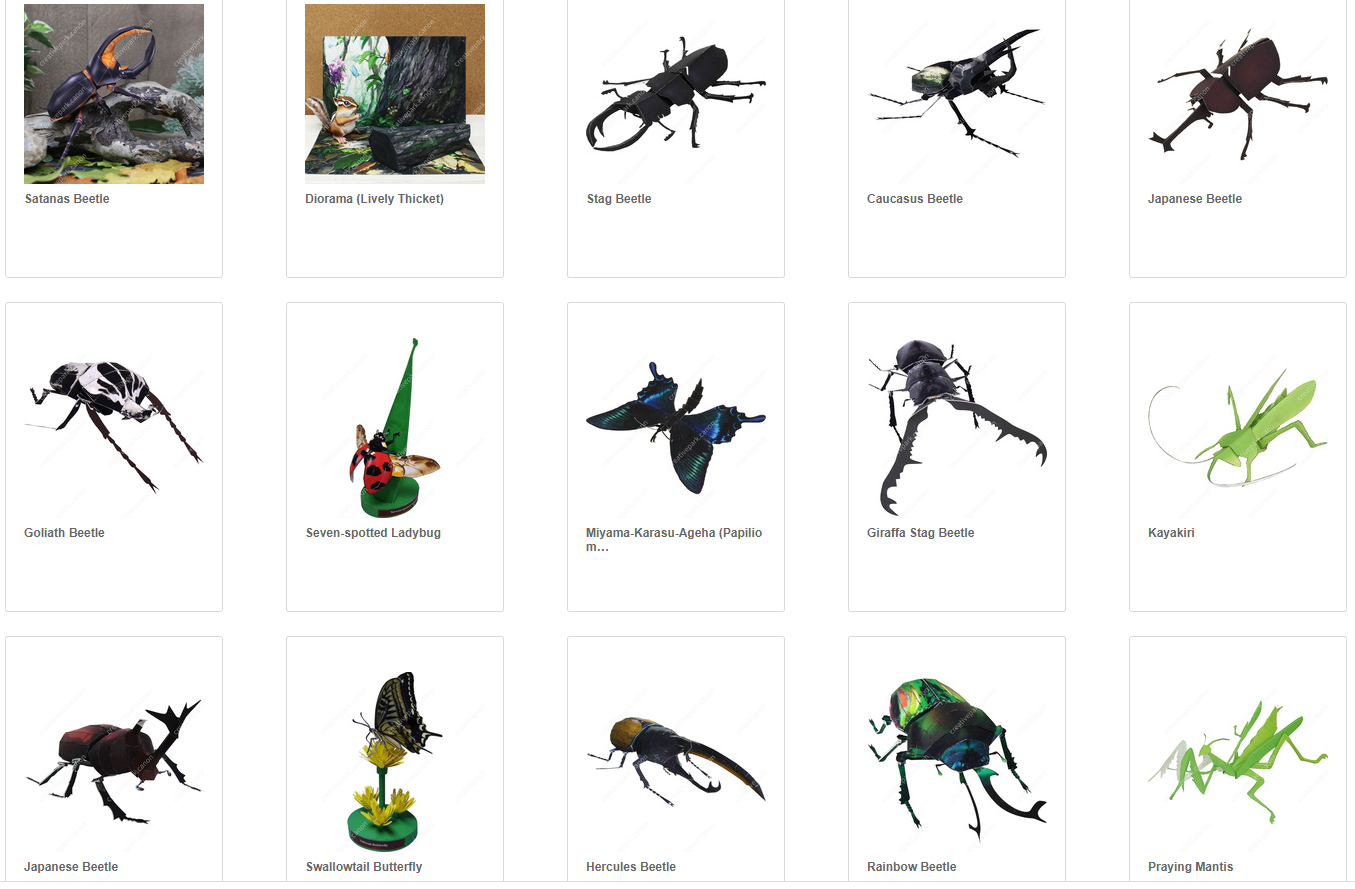 Satanas Beetle
Diorama (Lively Thicket)
Stag Beetle
Caucasus Beetle
Japanese Beetle
Goliath Beetle
Seven-spotted Ladybug
Miyama-Karasu-Ageha (Papilio
m...
Giraffa Stag Beetle
Kayakiri
Japanese Beetle
Swallowtail Butterfly
Hercules Beetle
Rainbow Beetle
Praying Mantis